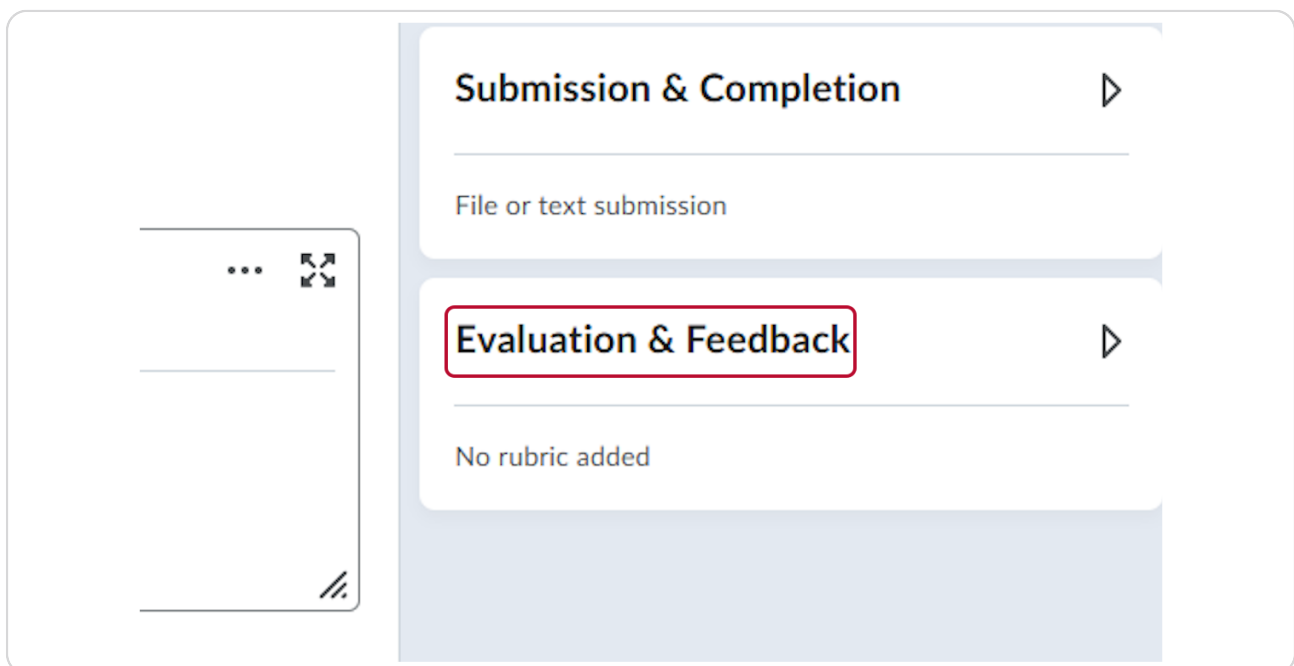 Submission & Completion
File or text submission
Evaluation & Feedback
No rubric added